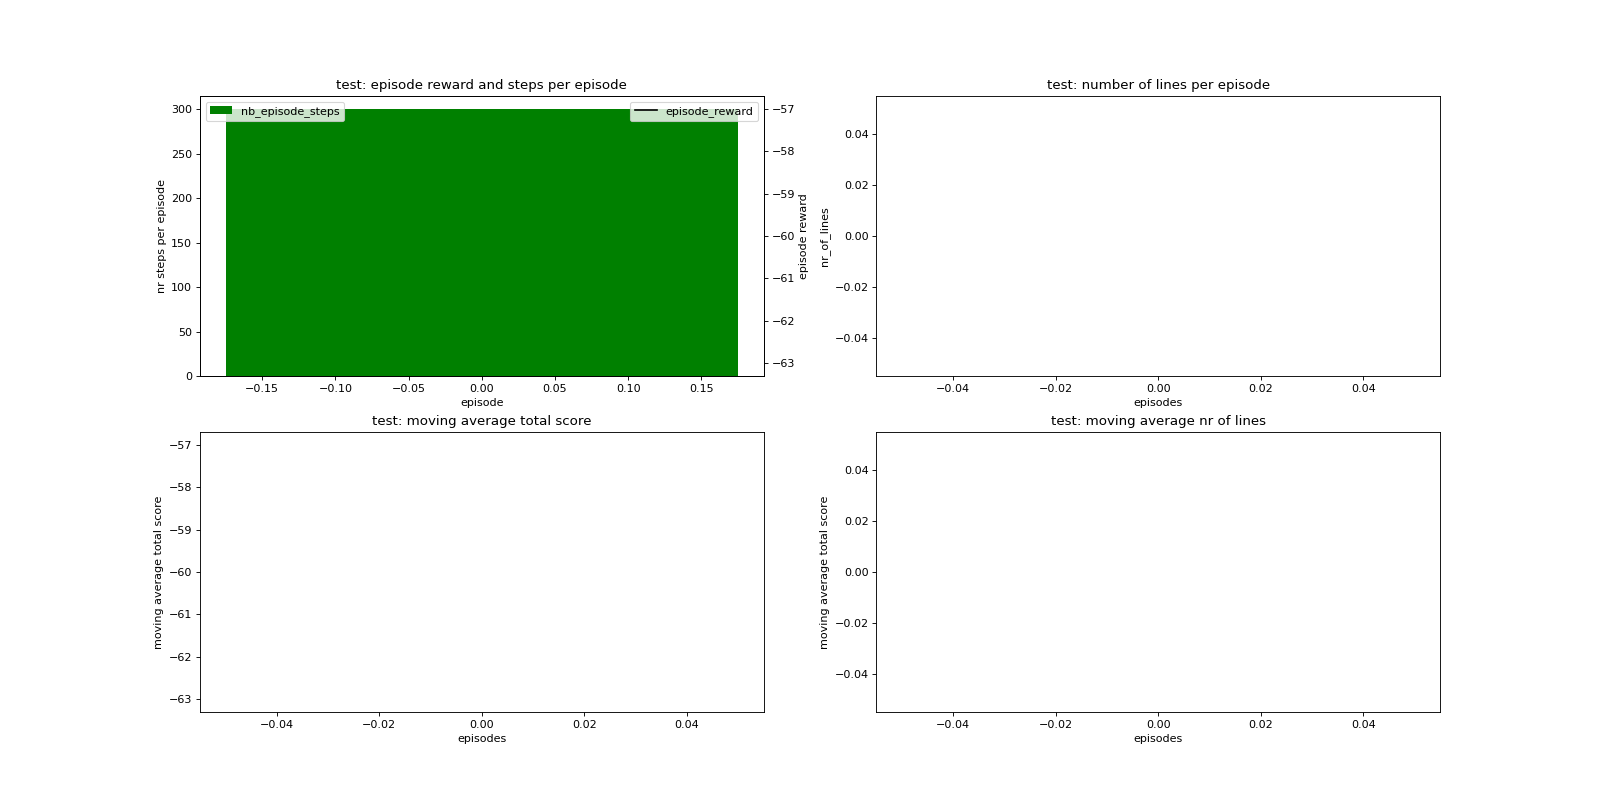 test: episode reward and steps per episode
nb_episode_steps
episode_reward
300
250
200
150
100
50
0
nr steps per episode
−57
−58
−59
−60
−61
−62
−63
episode reward
−0.15 −0.10 −0.05 0.00 0.05 0.10 0.15
episode
test: number of lines per episode
0.04
0.02
0.00
−0.02
−0.04
nr_of_lines
−0.04 −0.02 0.00 0.02 0.04
episodes
test: moving average total score
−57
−58
−59
−60
−61
−62
−63
moving average total score
−0.04 −0.02 0.00 0.02 0.04
episodes
test: moving average nr of lines
0.04
0.02
0.00
−0.02
−0.04
moving average total score
−0.04 −0.02 0.00 0.02 0.04
episodes